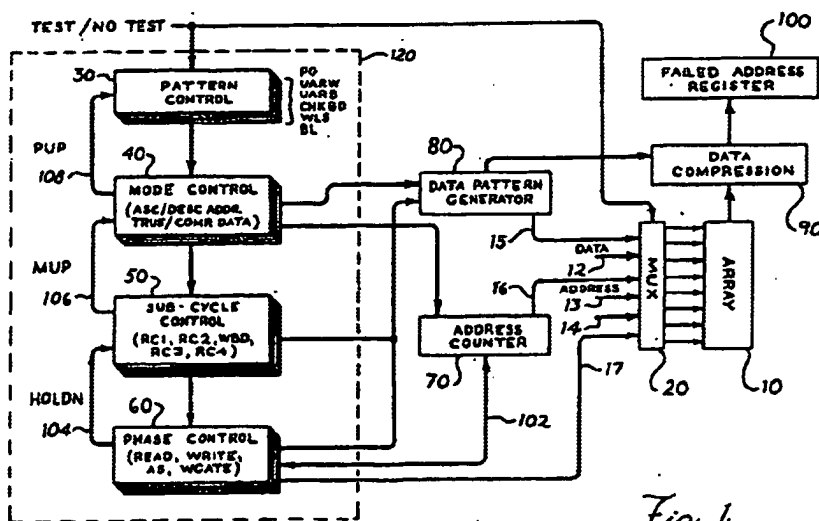 TEST/NO TEST
120
100
30
PATTERN
CONTROL
PG
UARW
UARB
CHKBD
WLS
BL
FAILED ADDRESS
REGISTER
PUP
108
40
MODE CONTROL
(ASC/DESC ADDR,
TRUE/COMP. DATA)
80
DATA PATTERN
GENERATOR
DATA
COMPRESSION
90
15
DATA
12
16
ADDRESS
13
14
MUX
ARRAY
MUP
106
50
SUB-CYCLE
CONTROL
(RC1, RC2, WBD,
RC3, RC4)
ADDRESS
COUNTER
70
17
20
10
HOLDN
104
60
PHASE CONTROL
(READ, WRITE,
AS, WGATE)
102
Fig. 1